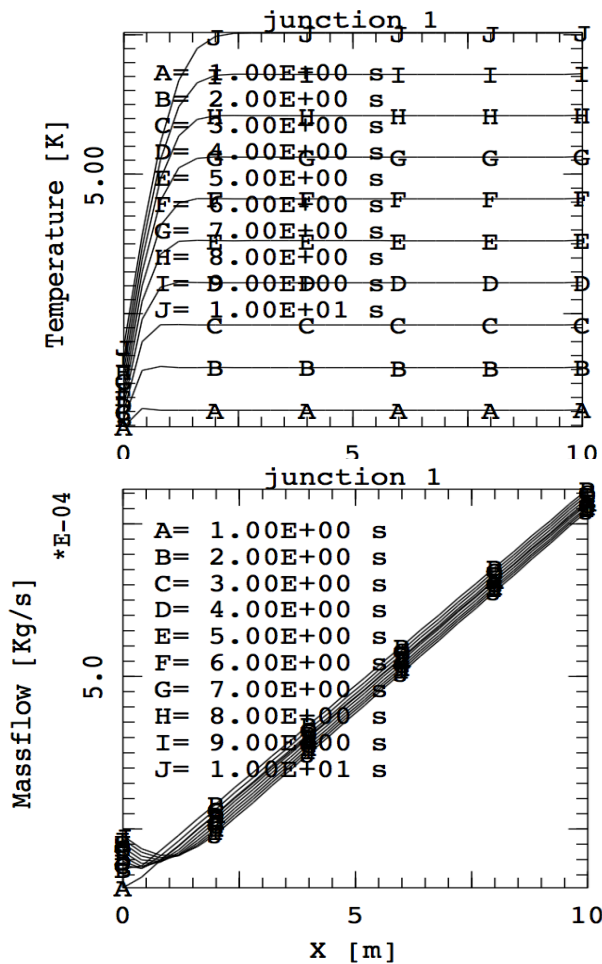 junction 1
Temperature [K]
5.00
A= 1.00E+00 s
B= 2.00E+00 s
C= 3.00E+00 s
D= 4.00E+00 s
E= 5.00E+00 s
F= 6.00E+00 s
G= 7.00E+00 s
H= 8.00E+00 s
I= 9.00E+00 s
J= 1.00E+01 s
J J J J J
I I I I I
H H H H H
G G G G G
F F F F F
E E E E E
D D D D D
C C C C C
B B B B B
A A A A A
0 5 10
junction 1
*E-04
Massflow [Kg/s]
5.0
A= 1.00E+00 s
B= 2.00E+00 s
C= 3.00E+00 s
D= 4.00E+00 s
E= 5.00E+00 s
F= 6.00E+00 s
G= 7.00E+00 s
H= 8.00E+00 s
I= 9.00E+00 s
J= 1.00E+01 s
A
0 5 10
X [m]